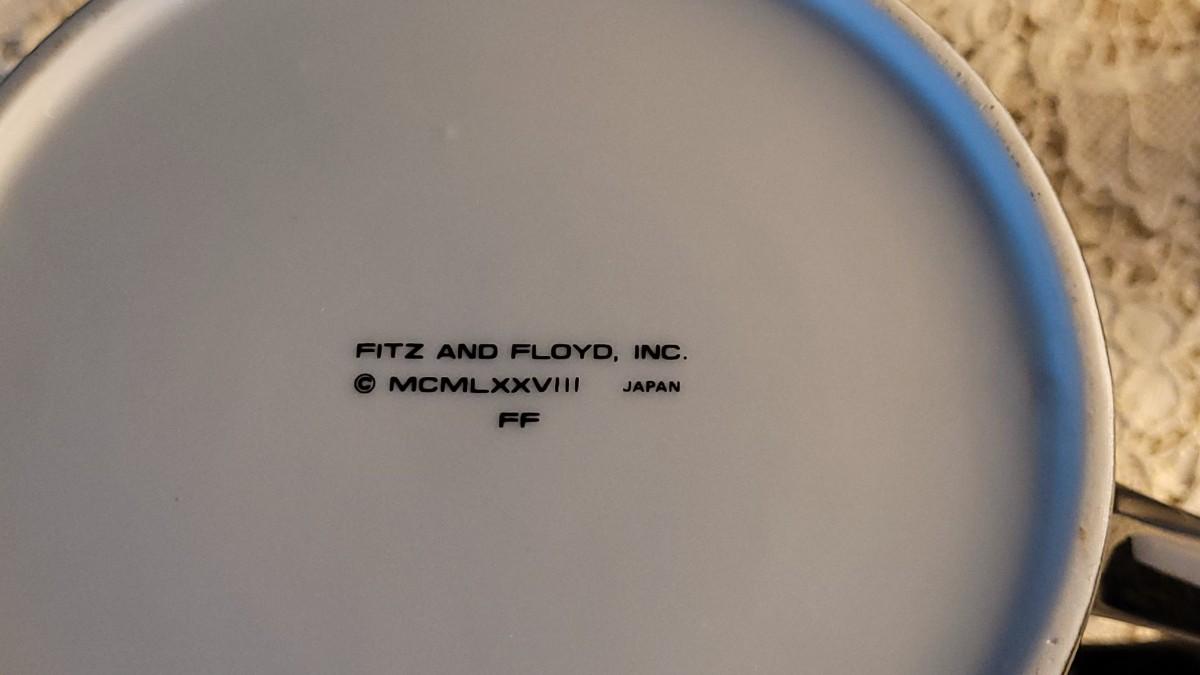 FITZ AND FLOYD, INC.
© MCMLXXVIII JAPAN
FF